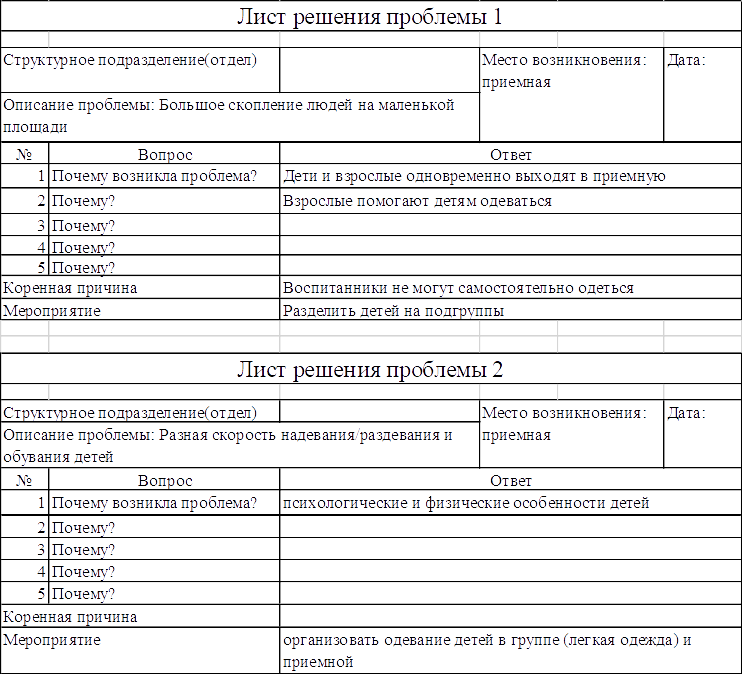 Лист решения проблемы 1
Структурное подразделение(отдел)
Место возникновения: приемная
Дата:
Описание проблемы: Большое скопление людей на маленькой
площади
№ Вопрос Ответ
1 Почему возникла проблема? Дети и взрослые одновременно выходят в приемную
2 Почему? Взрослые помогают детям одеваться
3 Почему?
4 Почему?
5 Почему?
Коренная причина Воспитанники не могут самостоятельно одеться
Мероприятие Разделить детей на подгруппы
Лист решения проблемы 2
Структурное подразделение(отдел)
Место возникновения:
приемная
Дата:
Описание проблемы: Разная скорость надевания/раздевания и
обувания детей
№ Вопрос Ответ
1 Почему возникла проблема? психологические и физические особенности детей
2 Почему?
3 Почему?
4 Почему?
5 Почему?
Коренная причина
Мероприятие организовать одевание детей в группе (легкая одежда) и
приемной